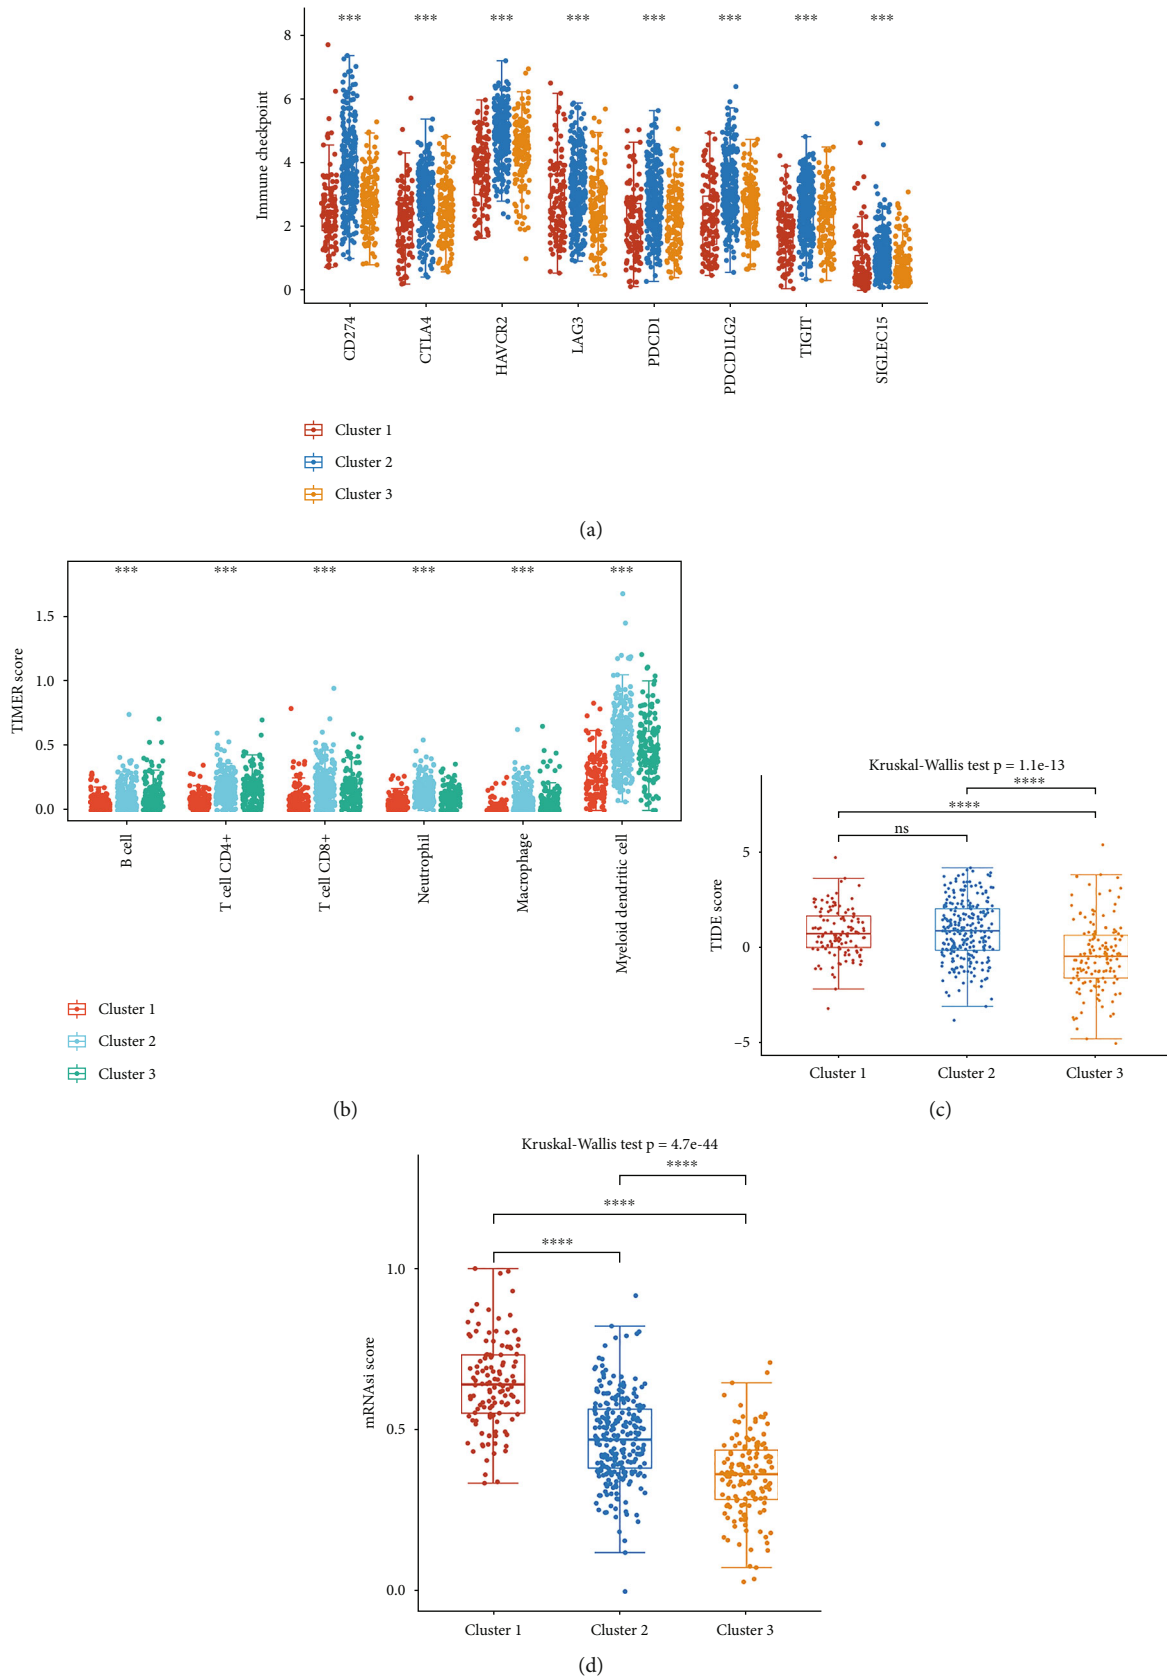 *** *** *** *** *** *** *** ***
8
6
4
2
0
Immune checkpoint
CD274
CTLA4
HAVCR2
LAG3
PDCD1
PDCD1LG2
TIGIT
SIGLEC15
Cluster 1
Cluster 2
Cluster 3
(a)
*** *** *** *** *** ***
1.5
1.0
0.5
0.0
TIMER score
B cell
T cell CD4+
T cell CD8+
Neutrophil
Macrophage
Myeloid dendritic cell
Cluster 1
Cluster 2
Cluster 3
(b)
Kruskal-Wallis test p = 1.1e-13
****
****
ns
5
0
−5
TIDE score
Cluster 1
Cluster 2
Cluster 3
(c)
Kruskal-Wallis test p = 4.7e-44
****
****
****
1.0
0.5
0.0
mRNAsi score
Cluster 1
Cluster 2
Cluster 3
(d)